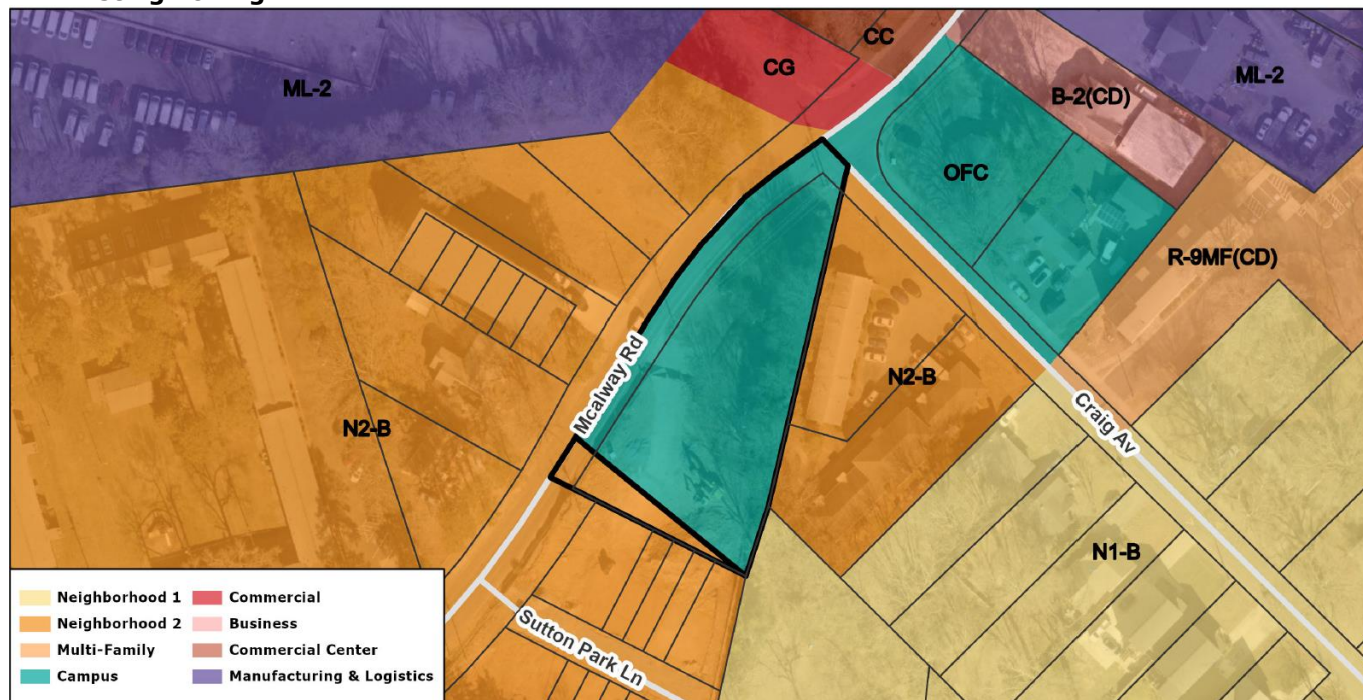 CC
CG
ML-2
ML-2
B-2(CD)
OFC
R-9MF(CD)
Mcalway Rd
N2-B
N2-B
Craig Av
N1-B
Sutton Park Ln
Neighborhood 1
Neighborhood 2
Multi-Family
Campus
Commercial
Business
Commercial Center
Manufacturing & Logistics